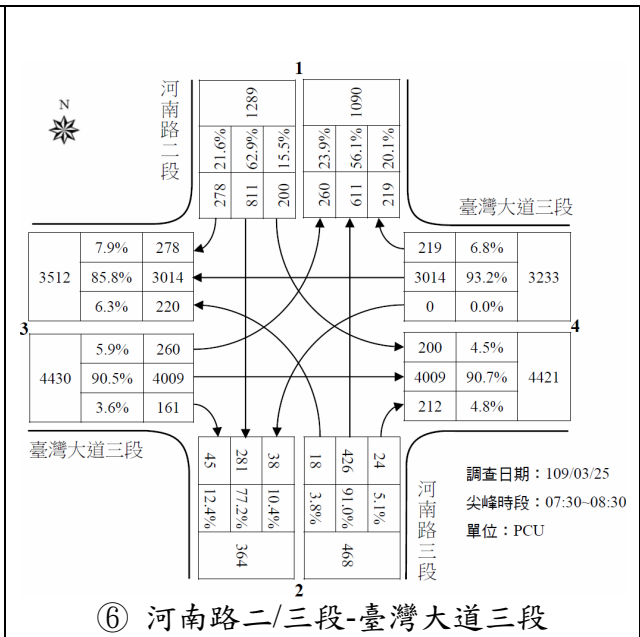 1
N
河南路二段
1289
1090
21.6% 62.9% 15.5%
23.9% 56.1% 20.1%
278 811 200
260 611 219
臺灣大道三段
3512
7.9% 278
85.8% 3014
6.3% 220
219 6.8%
3014 93.2%
0 0.0%
3233
3
4
4430
5.9% 260
90.5% 4009
3.6% 161
200 4.5%
4009 90.7%
212 4.8%
4421
臺灣大道三段
45 281 38
18 426 24
12.4% 77.2% 10.4%
3.8% 91.0% 5.1%
364
468
河南路三段
調查日期：109/03/25
尖峰時段：07:30~08:30
單位：PCU
2
⑥ 河南路二/三段-臺灣大道三段